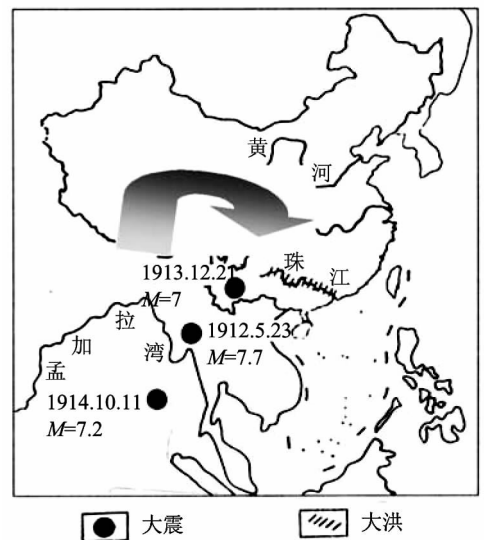 黄
河
1913.12.21
M=7
珠
江
1912.5.23
M=7.7
孟
加
拉
湾
1914.10.11
M=7.2
大震
大洪